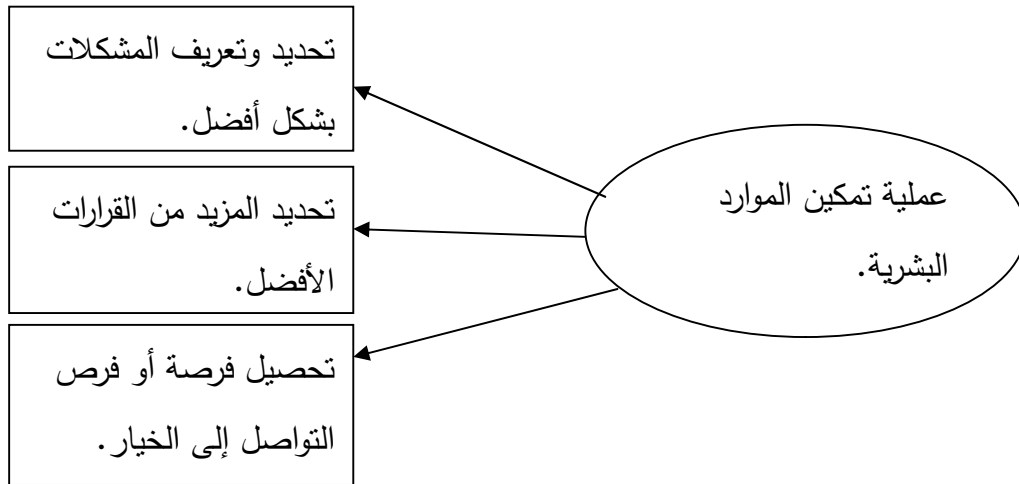 عملية تمكين الموارد
البشرية.
تحديد وتعريف المشكلات
بشكل أفضل.
تحديد المزيد من القرارات
الأفضل.
تحصيل فرصة أو فرص
التواصل إلى الخيار.